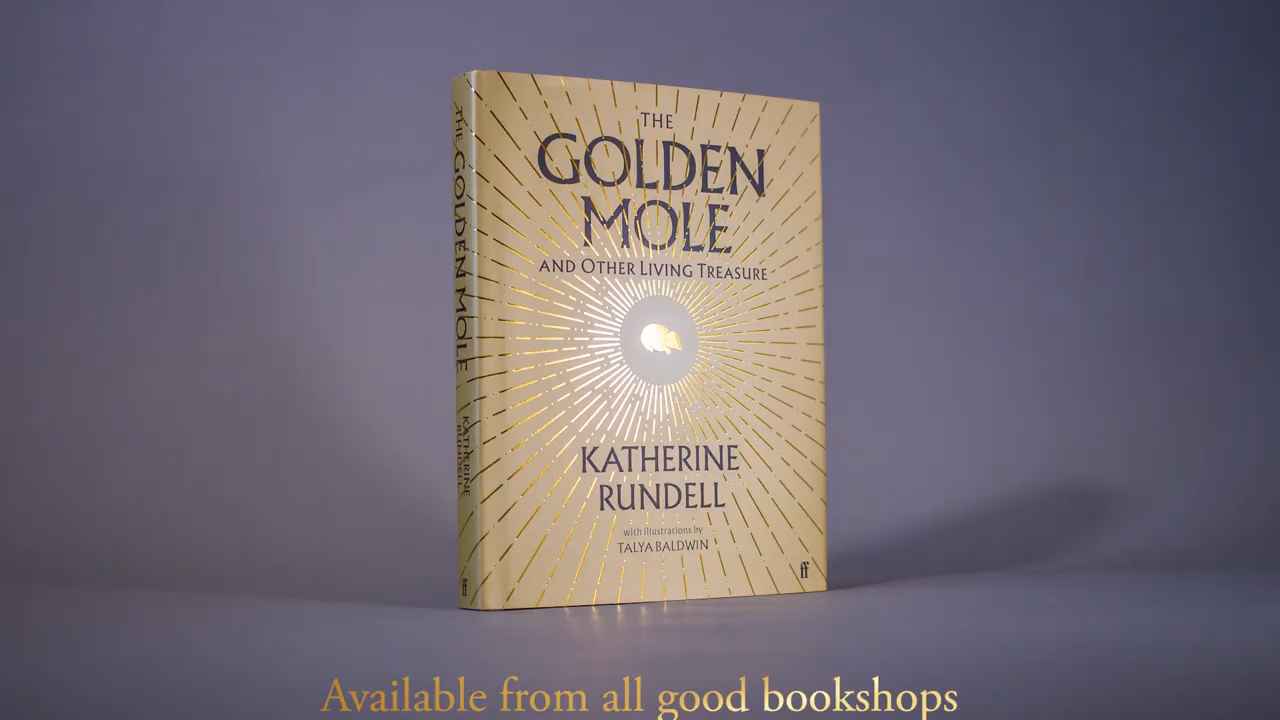 THE
GOLDEN
MOLE
AND OTHER LIVING TREASURE
KATHERINE
RUNDELL
with illustrations by
TALYA BALDWIN
ff
THE GOLDEN MOLE
KATHERINE
RUNDELL
ff
Available from all good bookshops